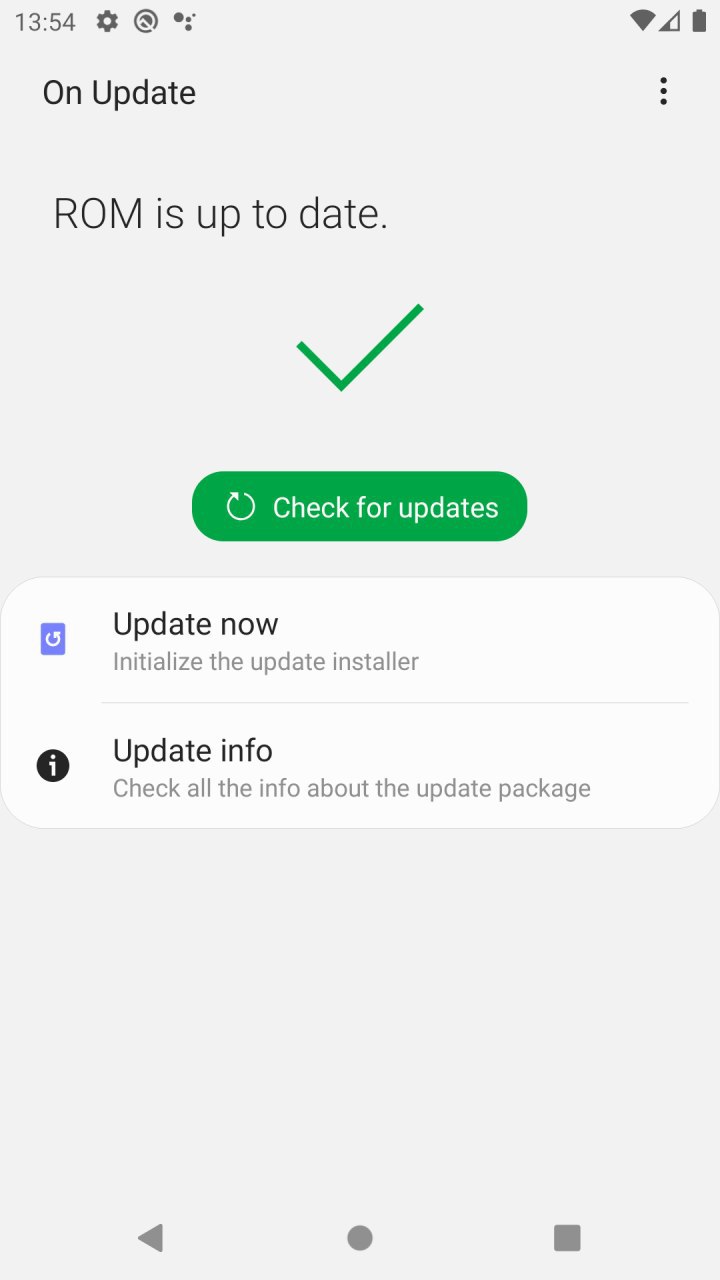 13:54
On Update
ROM is up to date.
Check for updates
Update now
Initialize the update installer
Update info
Check all the info about the update package